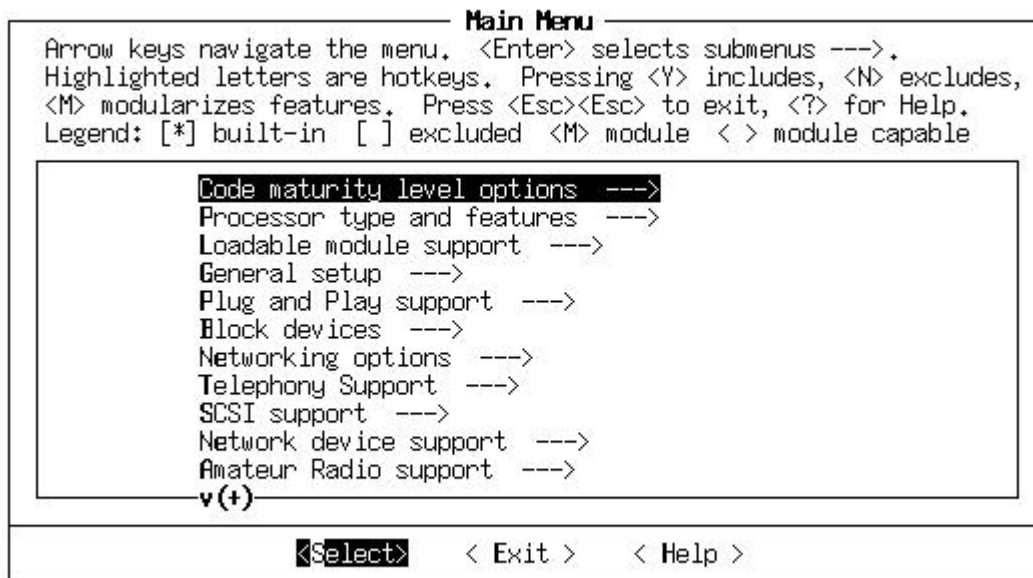 Main Menu
Arrow keys navigate the menu. <Enter> selects submenus --->.
Highlighted letters are hotkeys. Pressing <Y> includes, <N> excludes,
<M> modularizes features. Press <Esc><Esc> to exit, <?> for Help.
Legend: [*] built-in [ ] excluded <M> module < > module capable
Code maturity level options --->
Processor type and features --->
Loadable module support --->
General setup --->
Plug and Play support --->
Block devices --->
Networking options --->
Telephony Support --->
SCSI support --->
Network device support --->
Amateur Radio support --->
v(+)
<Select> < Exit > < Help >